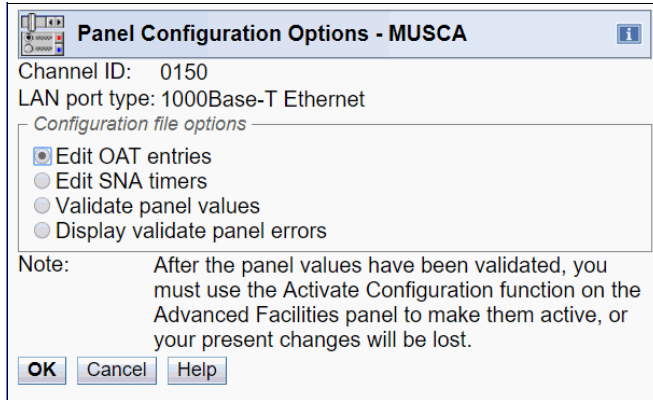 Panel Configuration Options - MUSCA
i
Channel ID: 0150
LAN port type: 1000Base-T Ethernet
Configuration file options
Edit OAT entries
Edit SNA timers
Validate panel values
Display validate panel errors
Note: After the panel values have been validated, you
must use the Activate Configuration function on the
Advanced Facilities panel to make them active, or
your present changes will be lost.
OK Cancel Help